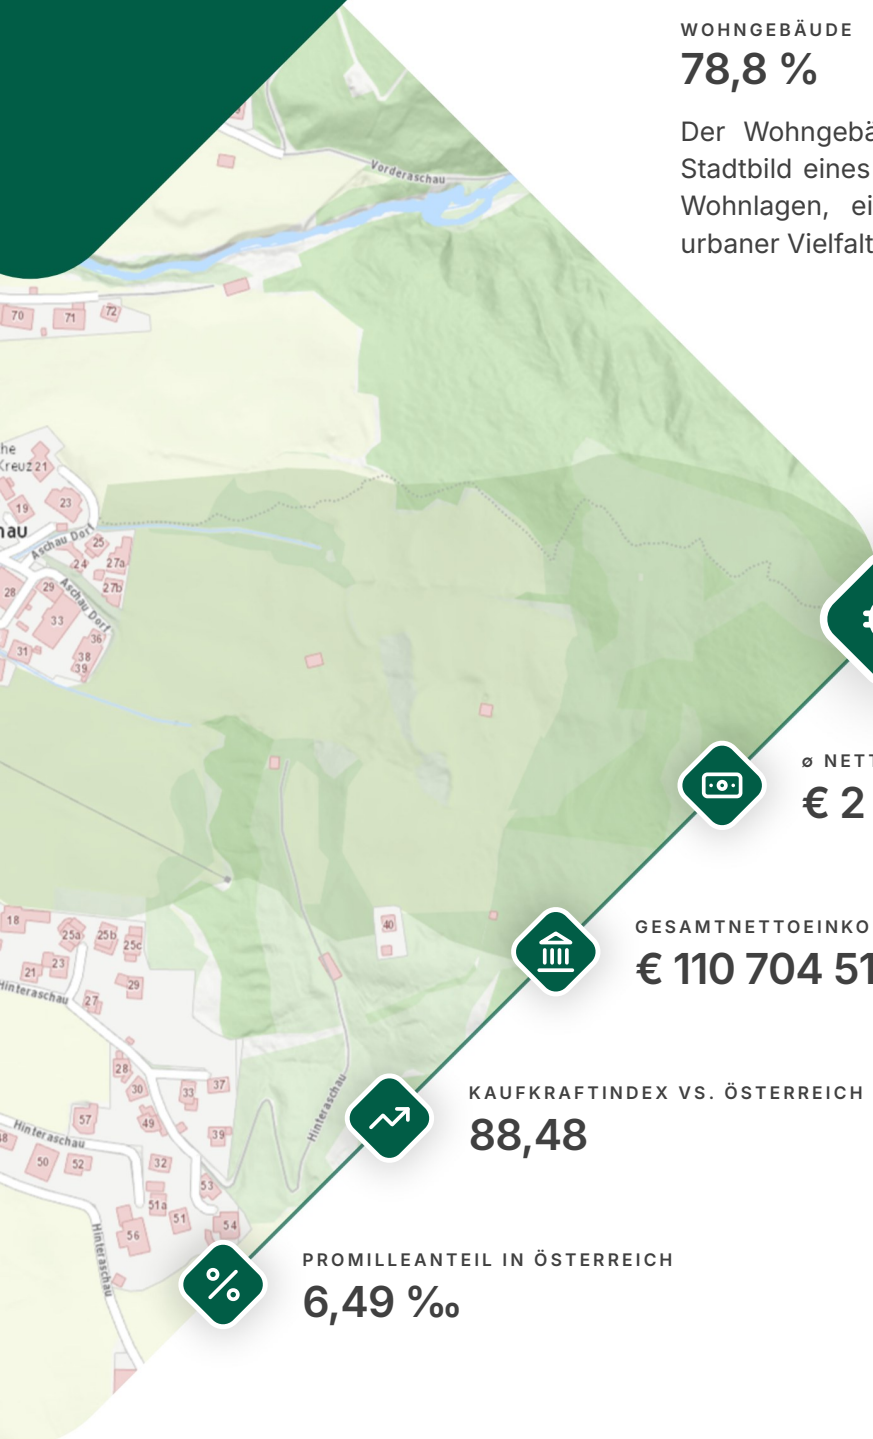 WOHNGEBÄUDE
78,8 %
Der Wohngebä
Stadtbild eines
Wohnlagen, ei
urbaner Vielfalt
Vorderaschau
70
71
72
he
Kreuz 21
19
23
nau
Aschau Dorf
25
24
27a
28
29
27b
Aschau Dorf
33
36
31
38
39
ø NETT
€ 2
18
25a
25b
25c
40
GESAMTNETTOEINKO
€ 110 704 51
21
23
Hinteraschau
27
29
28
30
33
37
KAUFKRAFTINDEX VS. ÖSTERREICH
88,48
57
49
Hinteraschau
39
Hinteraschau
50
52
32
53
51a
51
54
56
Hinteraschau
PROMILLEANTEIL IN ÖSTERREICH
6,49 ‰